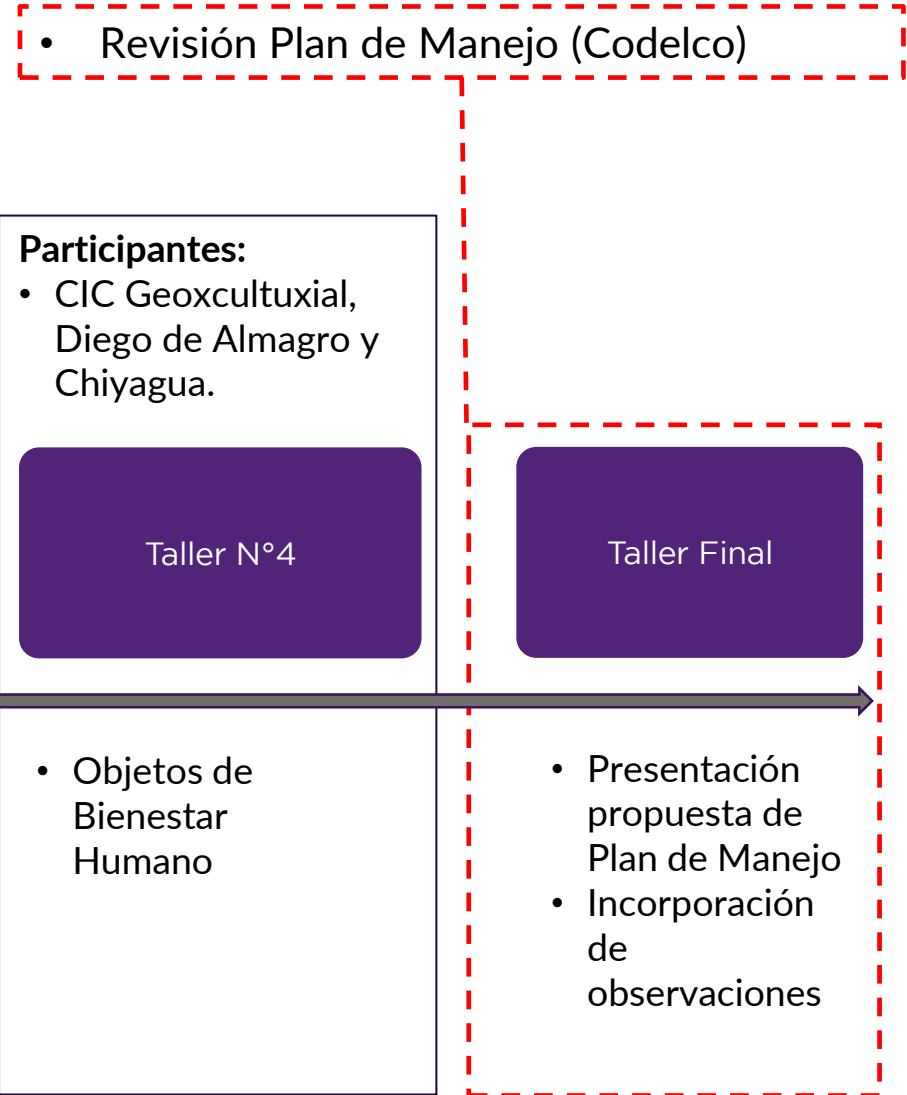 • Revisión Plan de Manejo (Codelco)
Participantes:
• CIC Geoxcultuxial,
Diego de Almagro y
Chiyagua.
Taller N°4
Taller Final
• Objetos de
Bienestar
Humano
• Presentación
propuesta de
Plan de Manejo
• Incorporación
de
observaciones